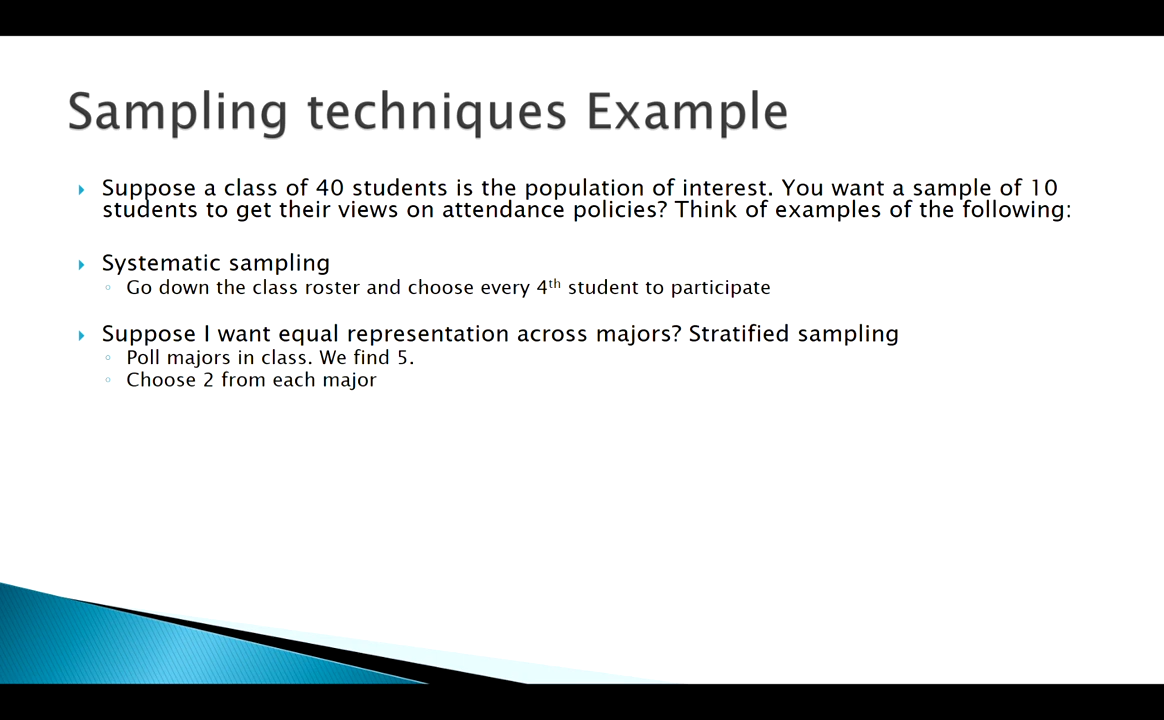 Sampling techniques Example
Suppose a class of 40 students is the population of interest. You want a sample of 10
students to get their views on attendance policies? Think of examples of the following:
Systematic sampling
Go down the class roster and choose every 4th student to participate
Suppose I want equal representation across majors? Stratified sampling
Poll majors in class. We find 5.
Choose 2 from each major